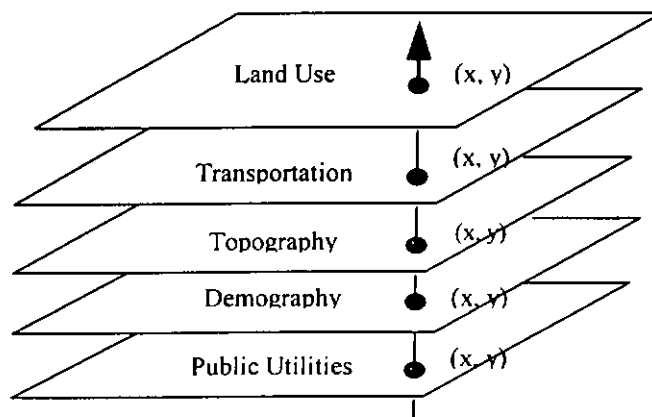 Land Use (x, y)
Transportation (x, y)
Topography (x, y)
Demography (x, y)
Public Utilities (x, y)